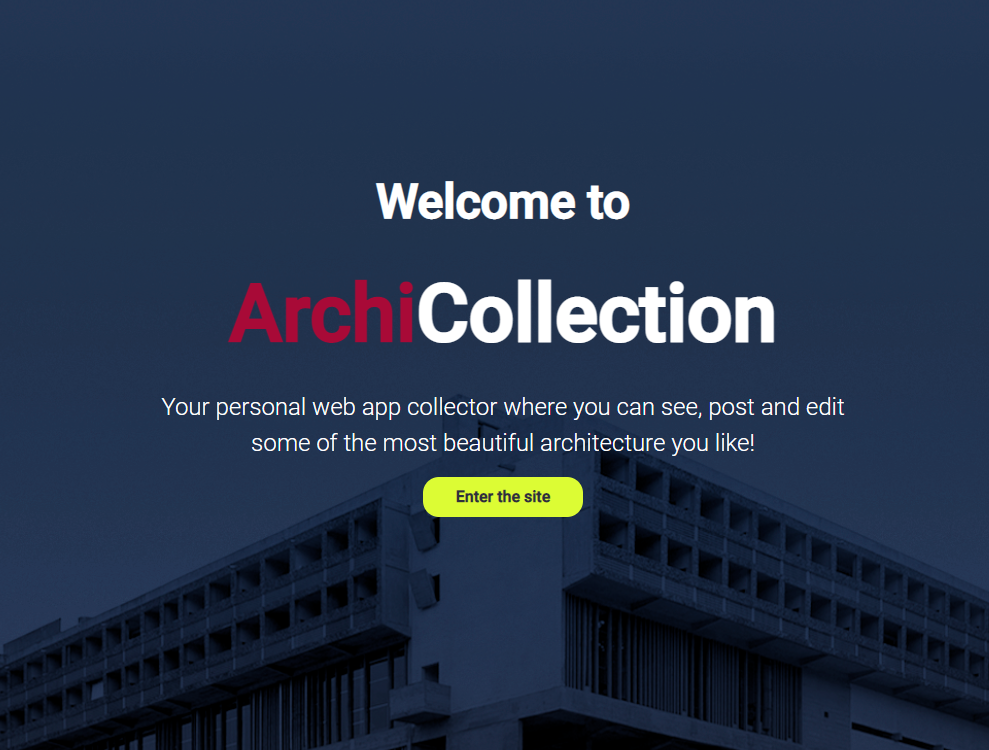 Welcome to
ArchiCollection
Your personal web app collector where you can see, post and edit
some of the most beautiful architecture you like!
Enter the site